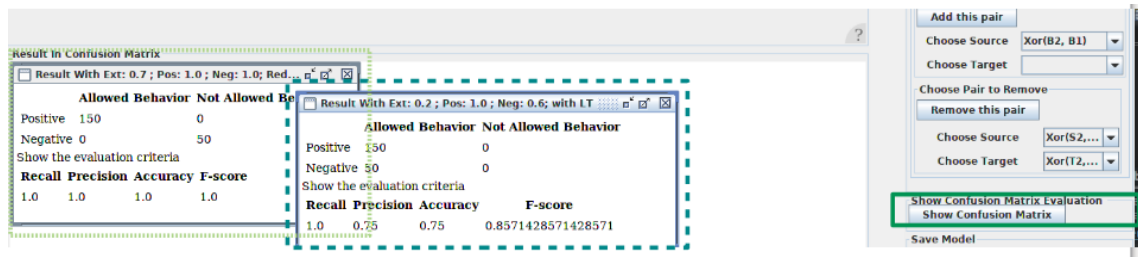 Add this pair
?
Choose Source Xor(B2, B1)
Choose Target
Result In Confusion Matrix
Result With Ext: 0.7 ; Pos: 1.0 ; Neg: 1.0; Red...
Allowed Behavior Not Allowed Be
Positive 150 0
Negative 0 50
Show the evaluation criteria
Recall Precision Accuracy F-score
1.0 1.0 1.0 1.0
Result With Ext: 0.2 ; Pos: 1.0 ; Neg: 0.6; with LT
Allowed Behavior Not Allowed Behavior
Positive 150 0
Negative 50 0
Show the evaluation criteria
Recall Precision Accuracy F-score
1.0 0.75 0.75 0.8571428571428571
Choose Pair to Remove
Remove this pair
Choose Source Xor(S2,...
Choose Target Xor(T2,...
Show Confusion Matrix Evaluation
Show Confusion Matrix
Save Model